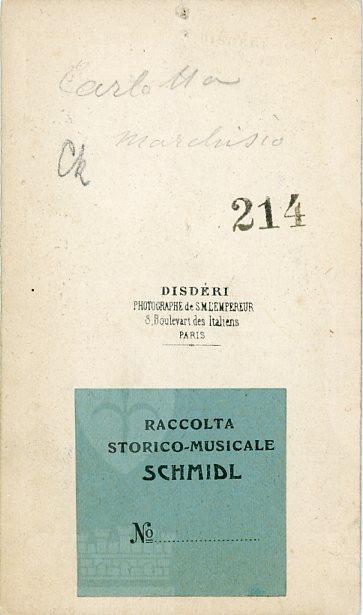 Carlotta
Marchisio
Ck
214
DISDÉRI
PHOTOGRAPHE de S.M.L'EMPEREUR
8, Boulevart des Italiens
PARIS
RACCOLTA
STORICO-MUSICALE
SCHMIDL
No